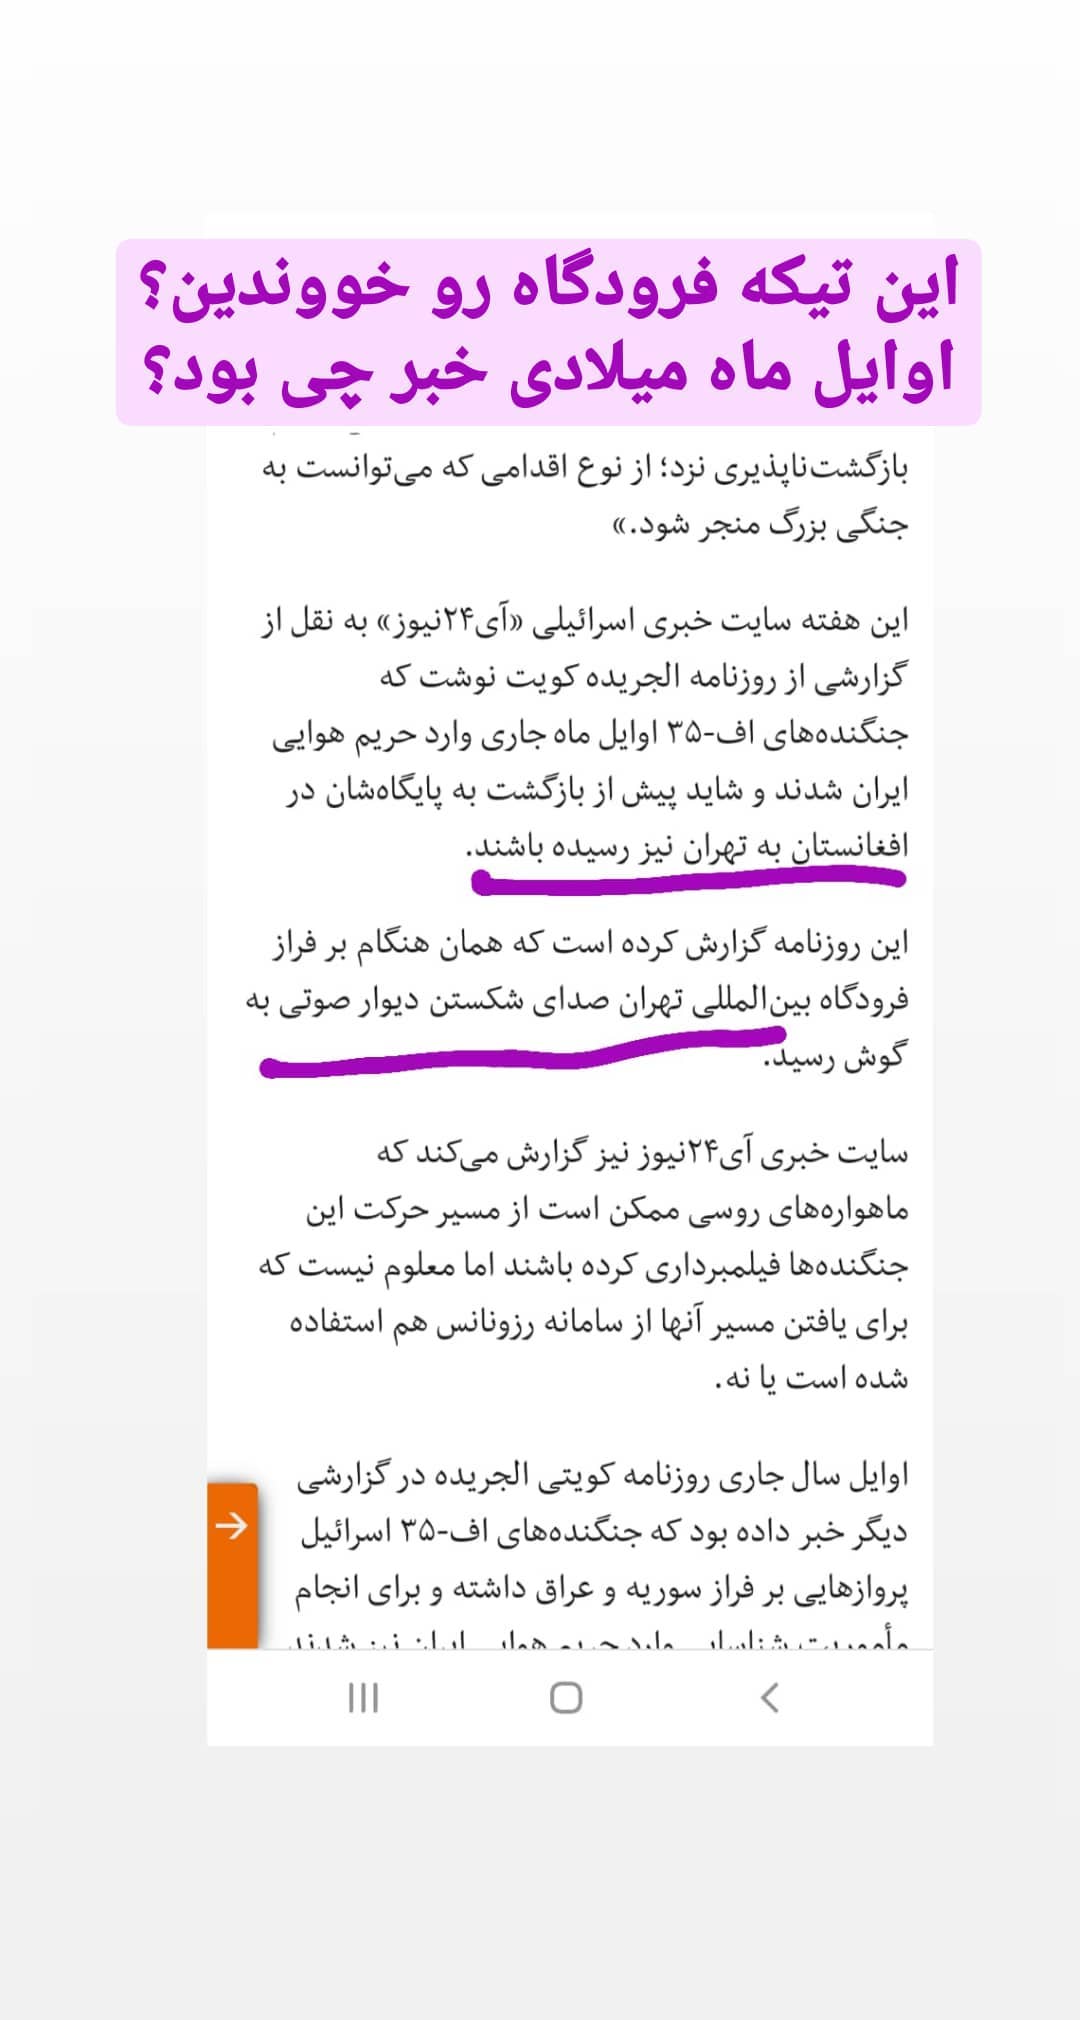 این تیکه فرودگاه رو خووندین؟
اوایل ماه میلادی خبر چی بود؟
بازگشت‌ناپذیری نزد؛ از نوع اقدامی که می‌توانست به
جنگی بزرگ منجر شود.»
این هفته سایت خبری اسرائیلی «آی۲۴نیوز» به نقل از
گزارشی از روزنامه الجریده کویت نوشت که
جنگنده‌های اف-۳۵ اوایل ماه جاری وارد حریم هوایی
ایران شدند و شاید پیش از بازگشت به پایگاه‌شان در
افغانستان به تهران نیز رسیده باشند.
این روزنامه گزارش کرده است که همان هنگام بر فراز
فرودگاه بین‌المللی تهران صدای شکستن دیوار صوتی به
گوش رسید.
سایت خبری آی۲۴نیوز نیز گزارش می‌کند که
ماهواره‌های روسی ممکن است از مسیر حرکت این
جنگنده‌ها فیلمبرداری کرده باشند اما معلوم نیست که
برای یافتن مسیر آنها از سامانه رزونانس هم استفاده
شده است یا نه.
اوایل سال جاری روزنامه کویتی الجریده در گزارشی
دیگر خبر داده بود که جنگنده‌های اف-۳۵ اسرائیل
پروازهایی بر فراز سوریه و عراق داشته و برای انجام